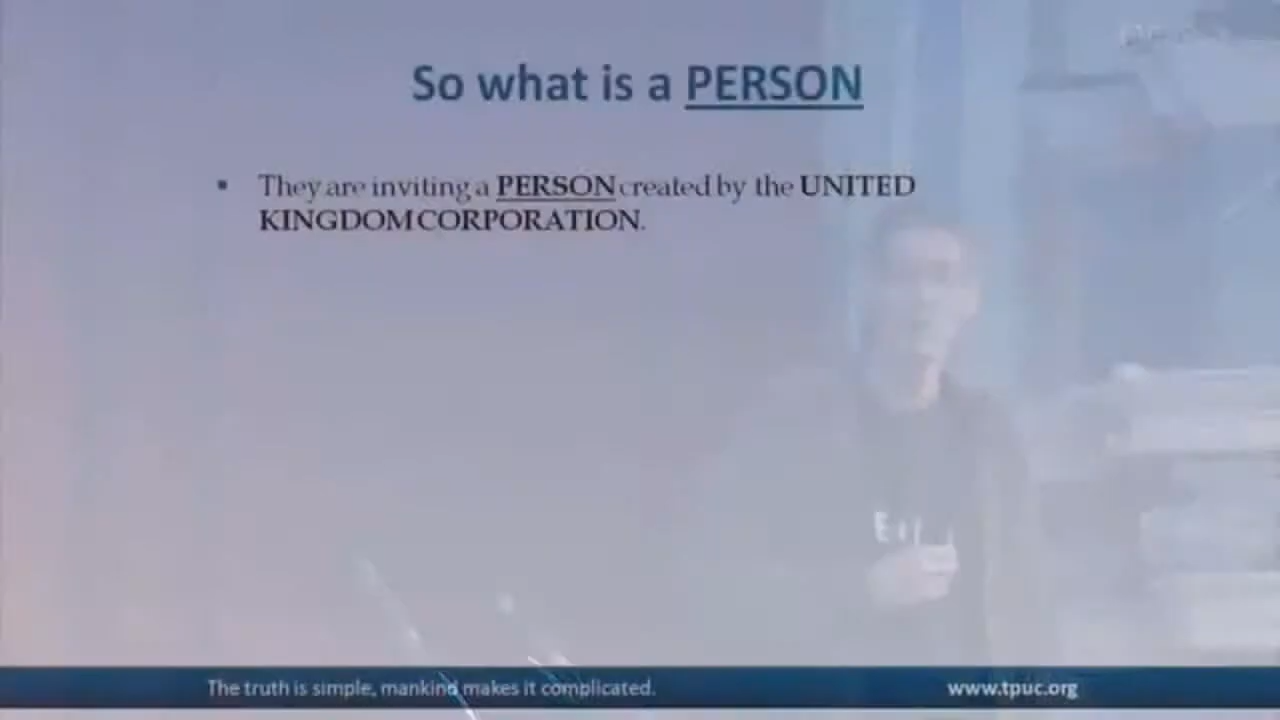 So what is a PERSON
▪ They are inviting a PERSON created by the UNITED
KINGDOM CORPORATION.
The truth is simple, mankind makes it complicated.
www.tpuc.org